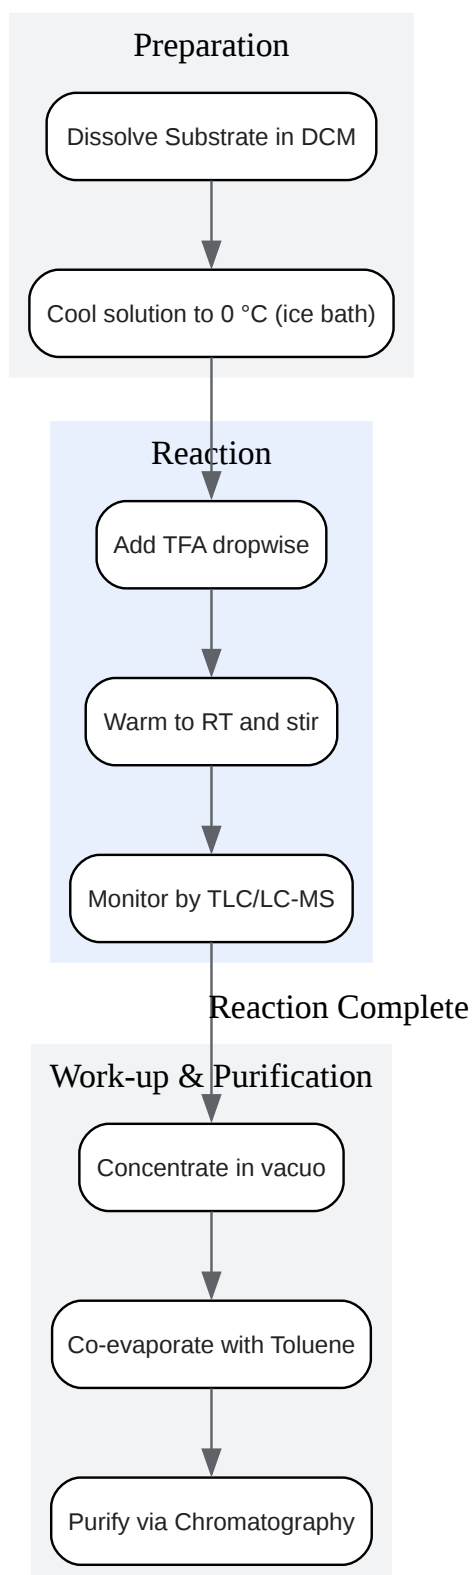 Preparation
Dissolve Substrate in DCM
Cool solution to 0 °C (ice bath)
Reaction
Add TFA dropwise
Warm to RT and stir
Monitor by TLC/LC-MS
Reaction Complete
Work-up & Purification
Concentrate in vacuo
Co-evaporate with Toluene
Purify via Chromatography